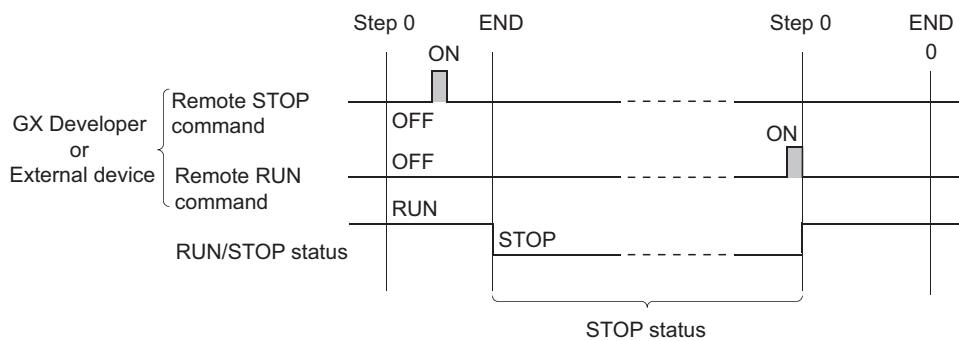 Step 0
END
Step 0
END
0
ON
Remote STOP
command
OFF
GX Developer
or
External device
ON
OFF
Remote RUN
command
RUN
RUN/STOP status
STOP
STOP status